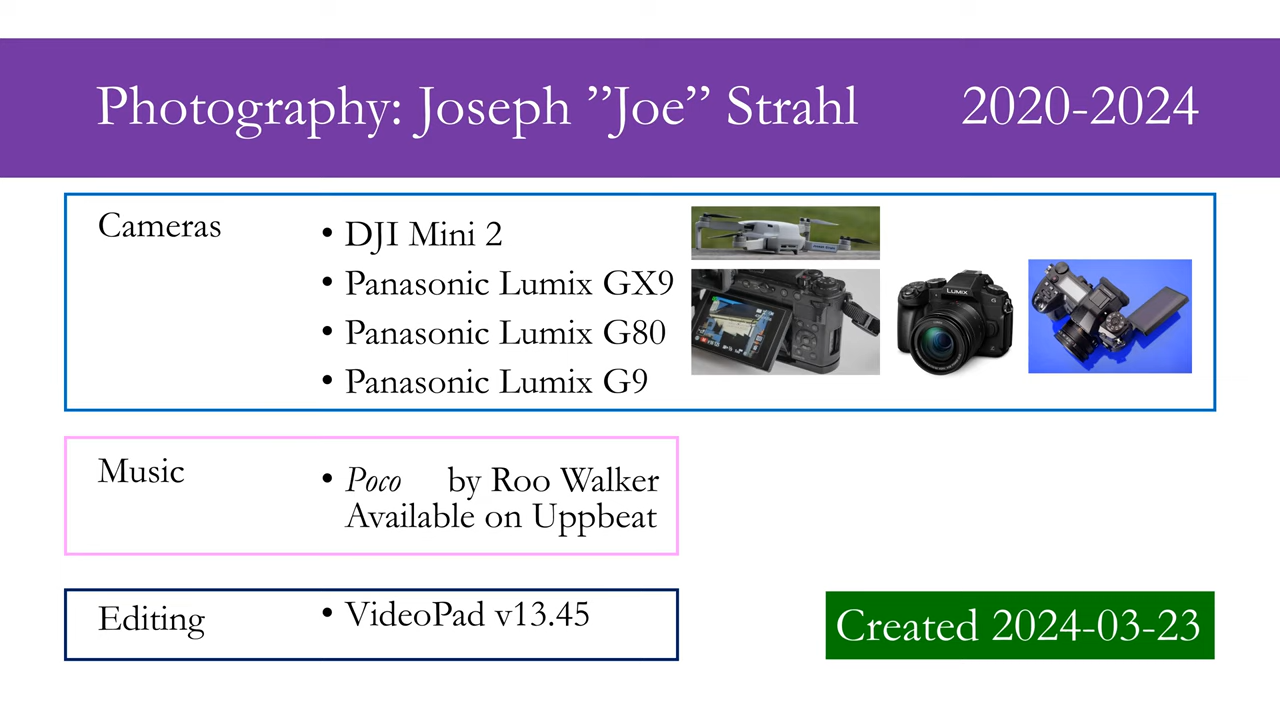 Photography: Joseph ”Joe” Strahl 2020-2024
Cameras
• DJI Mini 2
• Panasonic Lumix GX9
• Panasonic Lumix G80
• Panasonic Lumix G9
LUMIX
G
Music
• Poco by Roo Walker
Available on Uppbeat
Editing
• VideoPad v13.45
Created 2024-03-23